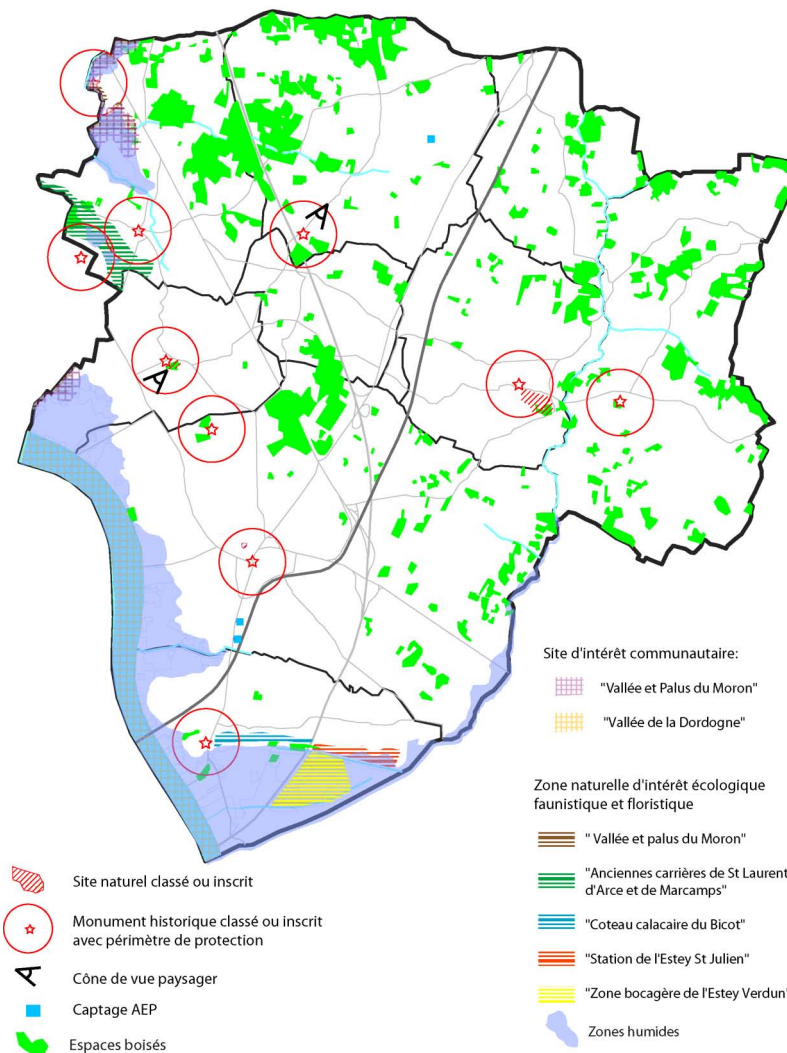 Site d'intérêt communautaire:
"Vallée et Palus du Moron"
"Vallée de la Dordogne"
Zone naturelle d'intérêt écologique
faunistique et floristique
" Vallée et palus du Moron"
"Anciennes carrières de St Laurent
d'Arce et de Marcamps"
"Coteau calacaire du Bicot"
"Station de l'Estey St Julien"
"Zone bocagère de l'Estey Verdun"
Zones humides
Site naturel classé ou inscrit
Monument historique classé ou inscrit
avec périmètre de protection
Cône de vue paysager
Captage AEP
Espaces boisés